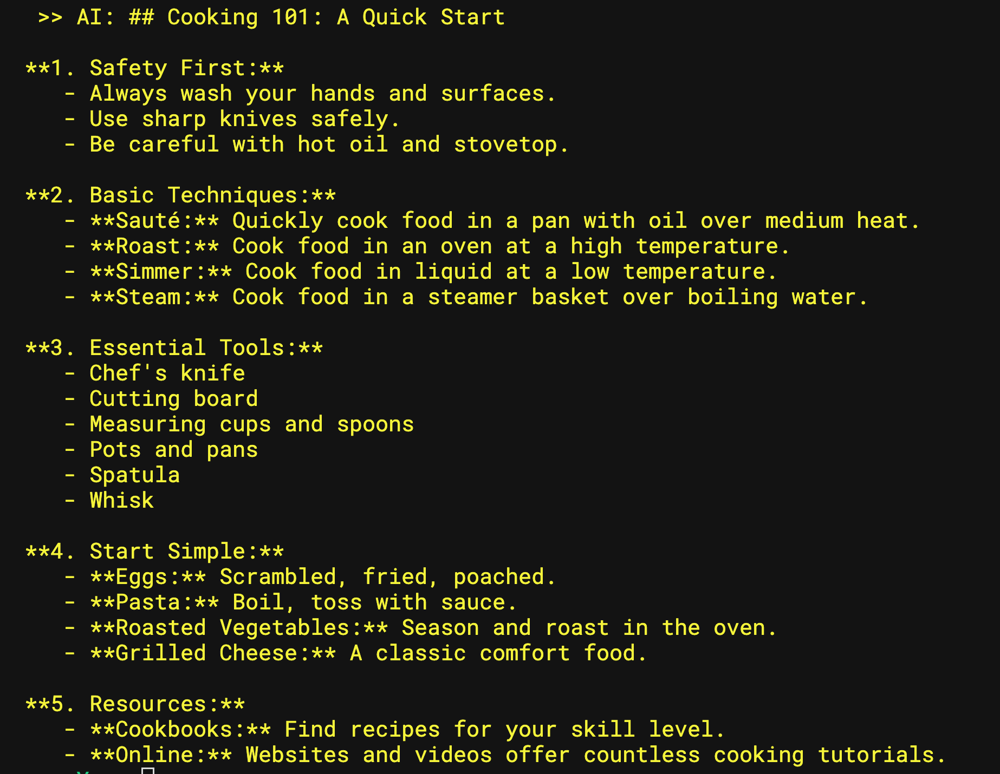 >> AI: ## Cooking 101: A Quick Start
**1. Safety First:**
- Always wash your hands and surfaces.
- Use sharp knives safely.
- Be careful with hot oil and stovetop.
**2. Basic Techniques:**
- **Sauté:** Quickly cook food in a pan with oil over medium heat.
- **Roast:** Cook food in an oven at a high temperature.
- **Simmer:** Cook food in liquid at a low temperature.
- **Steam:** Cook food in a steamer basket over boiling water.
**3. Essential Tools:**
- Chef's knife
- Cutting board
- Measuring cups and spoons
- Pots and pans
- Spatula
- Whisk
**4. Start Simple:**
- **Eggs:** Scrambled, fried, poached.
- **Pasta:** Boil, toss with sauce.
- **Roasted Vegetables:** Season and roast in the oven.
- **Grilled Cheese:** A classic comfort food.
**5. Resources:**
- **Cookbooks:** Find recipes for your skill level.
- **Online:** Websites and videos offer countless cooking tutorials.